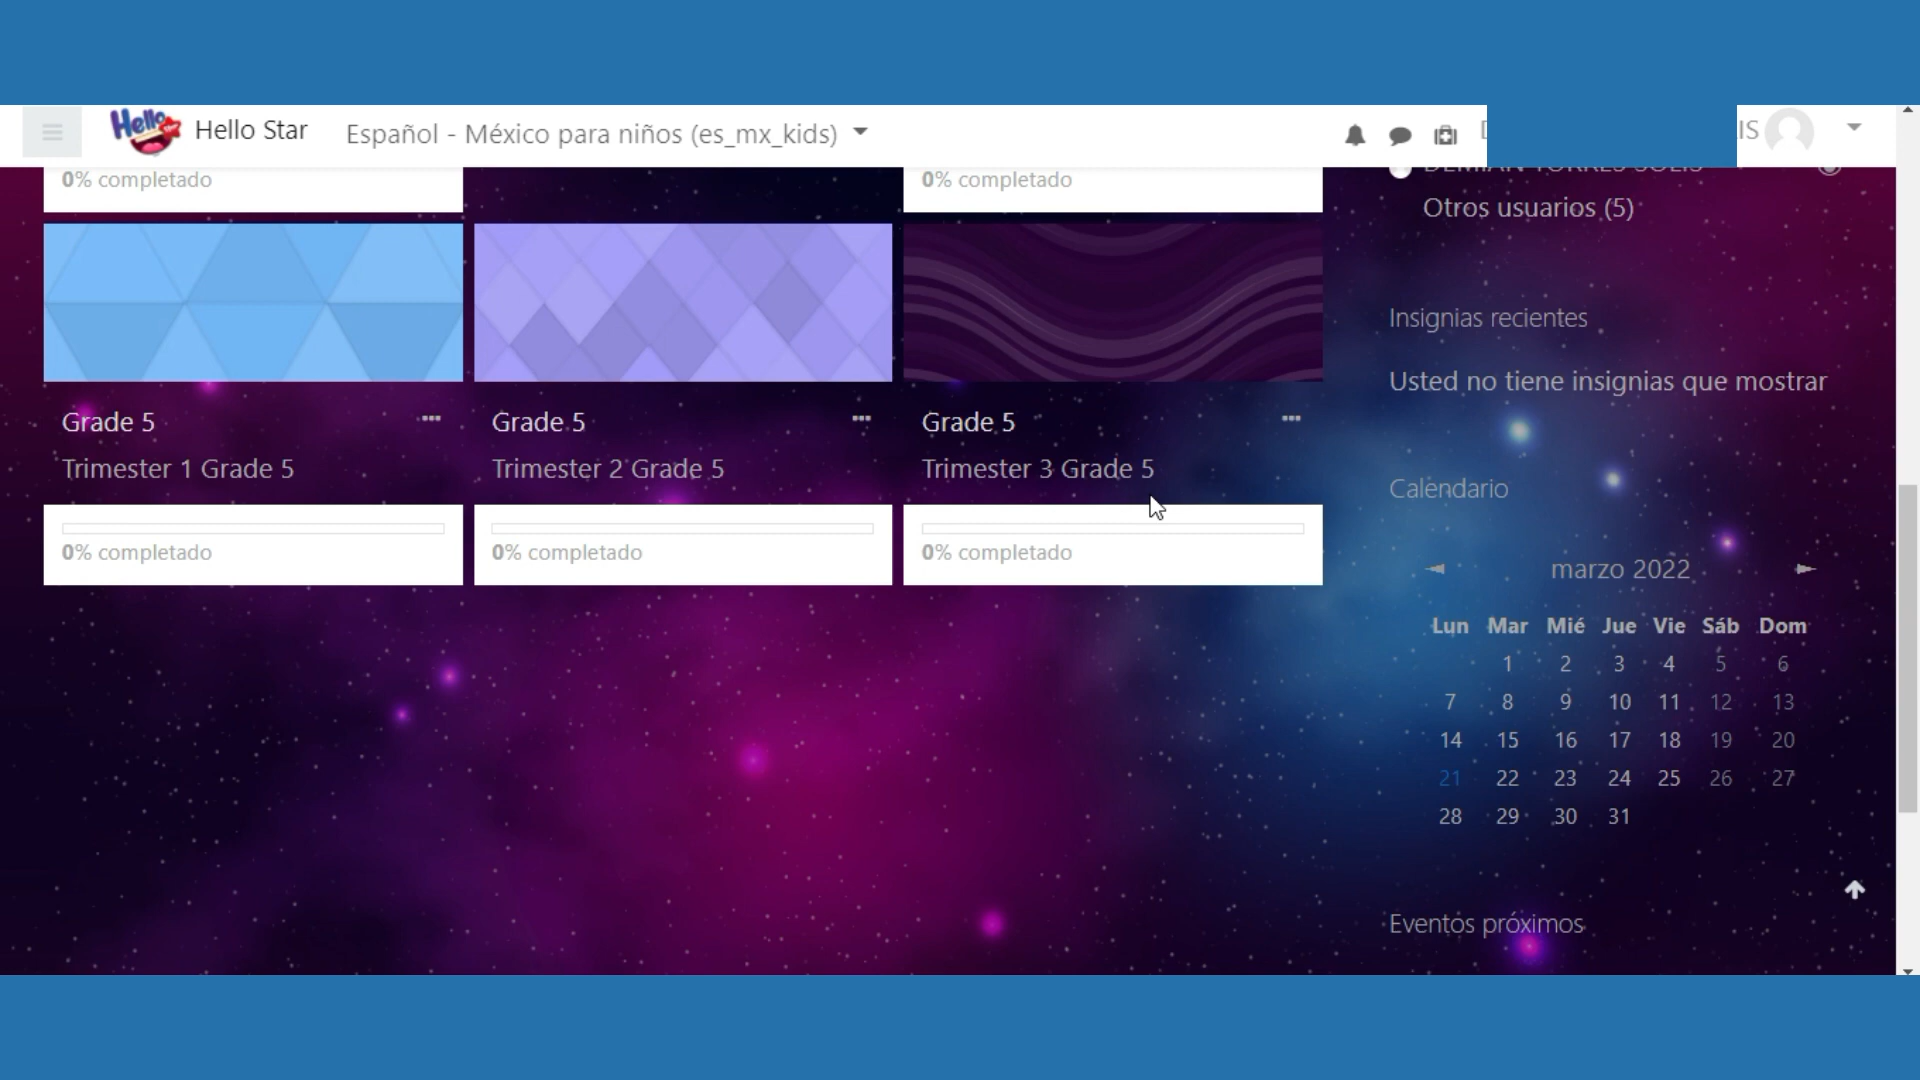 Hello
Hello Star
Español - México para niños (es_mx_kids)
IS
0% completado
0% completado
DEMIAN TORRES SOLIS
Otros usuarios (5)
Insignias recientes
Usted no tiene insignias que mostrar
Grade 5
Trimester 1 Grade 5
0% completado
Grade 5
Trimester 2 Grade 5
0% completado
Grade 5
Trimester 3 Grade 5
0% completado
Calendario
marzo 2022
Lun Mar Mié Jue Vie Sáb Dom
1 2 3 4 5 6
7 8 9 10 11 12 13
14 15 16 17 18 19 20
21 22 23 24 25 26 27
28 29 30 31
Eventos próximos